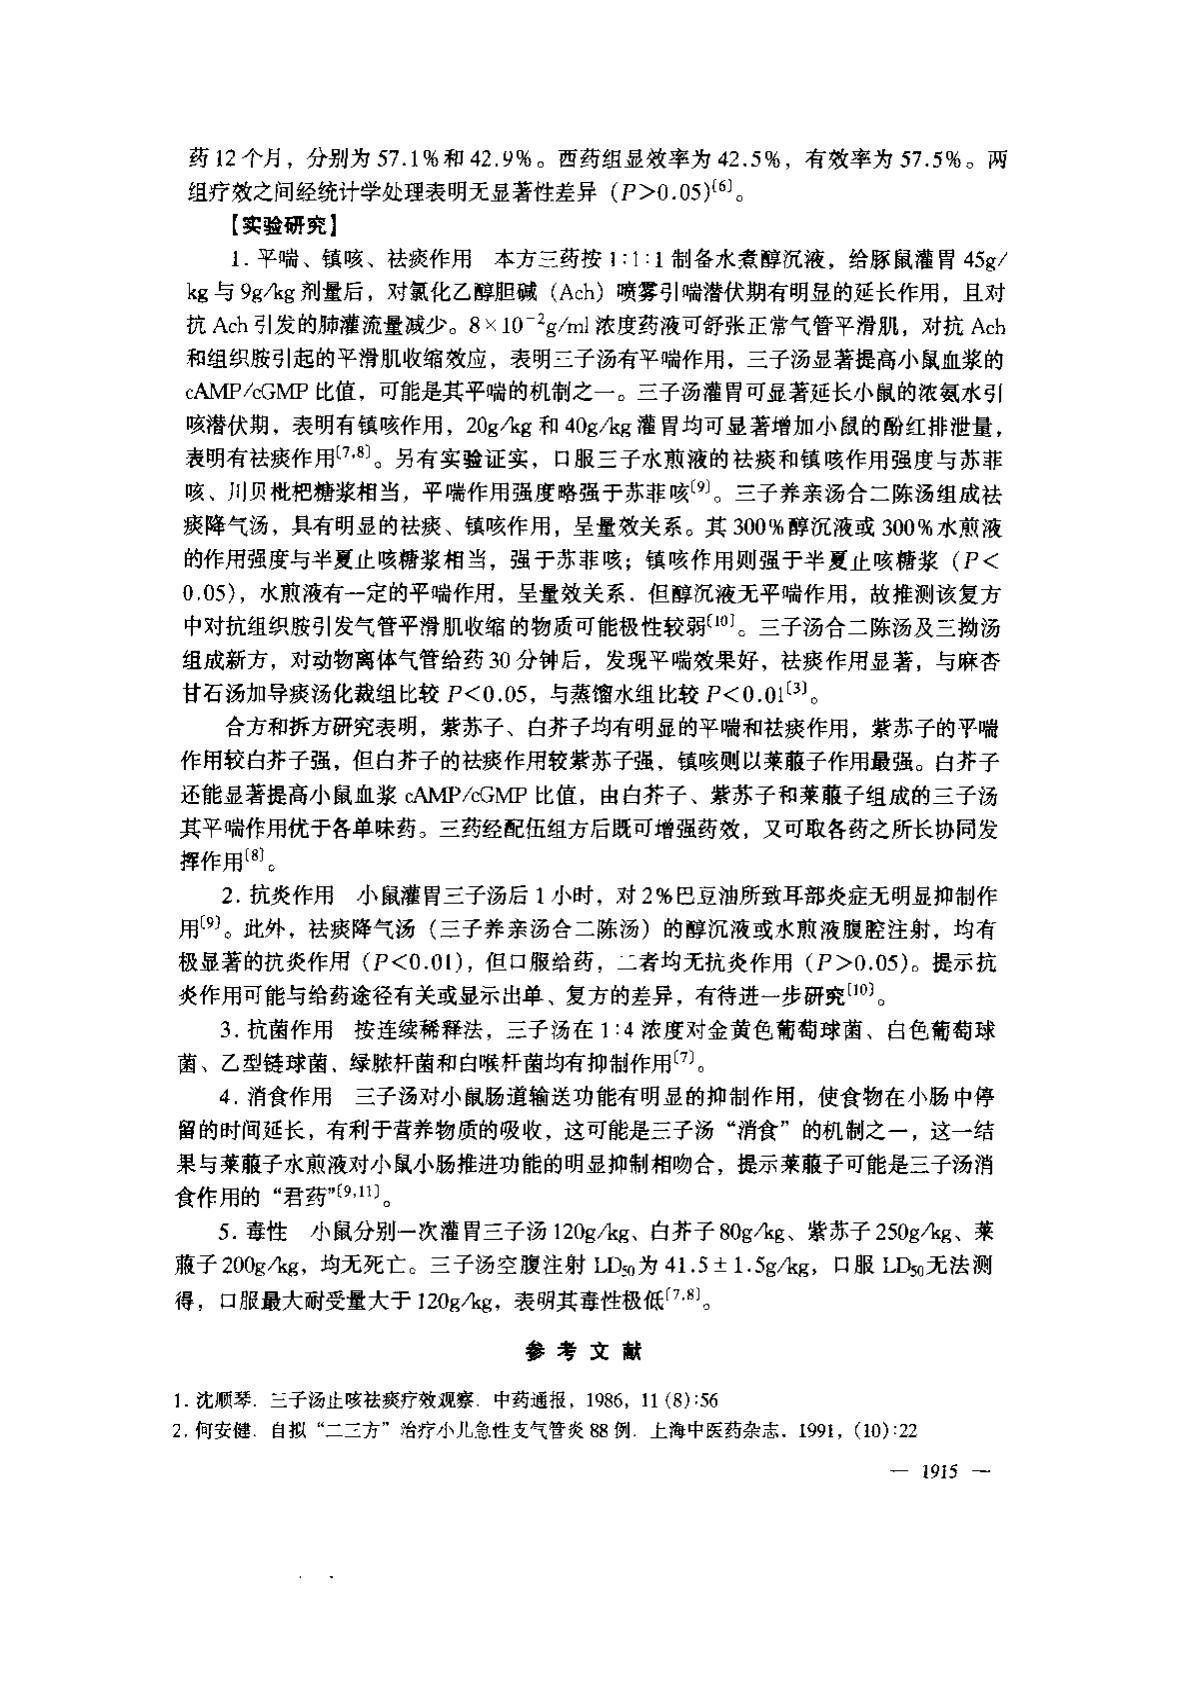 药12个月，分别为57.1%和42.9%。西药组显效率为42.5%，有效率为57.5%。两
组疗效之间经统计学处理表明无显著性差异（P>0.05）〔6〕。
【实验研究】
1. 平喘、镇咳、祛痰作用　本方三药按1:1:1制备水煮醇沉液，给豚鼠灌胃45g/
kg与9g/kg剂量后，对氯化乙醇胆碱（Ach）喷雾引喘潜伏期有明显的延长作用，且对
抗Ach引发的肺灌流量减少。8×10⁻²g/ml浓度药液可舒张正常气管平滑肌，对抗Ach
和组织胺引起的平滑肌收缩效应，表明三子汤有平喘作用，三子汤显著提高小鼠血浆的
cAMP/cGMP比值，可能是其平喘的机制之一。三子汤灌胃可显著延长小鼠的浓氨水引
咳潜伏期，表明有镇咳作用，20g/kg和40g/kg灌胃均可显著增加小鼠的酚红排泄量，
表明有祛痰作用〔7,8〕。另有实验证实，口服三子水煎液的祛痰和镇咳作用强度与苏菲
咳、川贝枇杷糖浆相当，平喘作用强度略强于苏菲咳〔9〕。三子养亲汤合二陈汤组成祛
痰降气汤，具有明显的祛痰、镇咳作用，呈量效关系。其300%醇沉液或300%水煎液
的作用强度与半夏止咳糖浆相当，强于苏菲咳；镇咳作用则强于半夏止咳糖浆（P<
0.05），水煎液有一定的平喘作用，呈量效关系．但醇沉液无平喘作用，故推测该复方
中对抗组织胺引发气管平滑肌收缩的物质可能极性较弱〔10〕。三子汤合二陈汤及三拗汤
组成新方，对动物离体气管给药30分钟后，发现平喘效果好，祛痰作用显著，与麻杏
甘石汤加导痰汤化裁组比较P<0.05，与蒸馏水组比较P<0.01〔3〕。
合方和拆方研究表明，紫苏子、白芥子均有明显的平喘和祛痰作用，紫苏子的平喘
作用较白芥子强，但白芥子的祛痰作用较紫苏子强，镇咳则以莱菔子作用最强。白芥子
还能显著提高小鼠血浆cAMP/cGMP比值，由白芥子、紫苏子和莱菔子组成的三子汤
其平喘作用优于各单味药。三药经配伍组方后既可增强药效，又可取各药之所长协同发
挥作用〔8〕。
2. 抗炎作用　小鼠灌胃三子汤后1小时，对2%巴豆油所致耳部炎症无明显抑制作
用〔9〕。此外，祛痰降气汤（三子养亲汤合二陈汤）的醇沉液或水煎液腹腔注射，均有
极显著的抗炎作用（P<0.01），但口服给药，二者均无抗炎作用（P>0.05）。提示抗
炎作用可能与给药途径有关或显示出单、复方的差异，有待进一步研究〔10〕。
3. 抗菌作用　按连续稀释法，三子汤在1:4浓度对金黄色葡萄球菌、白色葡萄球
菌、乙型链球菌、绿脓杆菌和白喉杆菌均有抑制作用〔7〕。
4. 消食作用　三子汤对小鼠肠道输送功能有明显的抑制作用，使食物在小肠中停
留的时间延长，有利于营养物质的吸收，这可能是三子汤“消食”的机制之一，这一结
果与莱菔子水煎液对小鼠小肠推进功能的明显抑制相吻合，提示莱菔子可能是三子汤消
食作用的“君药”〔9,11〕。
5. 毒性　小鼠分别一次灌胃三子汤120g/kg、白芥子80g/kg、紫苏子250g/kg、莱
菔子200g/kg，均无死亡。三子汤空腹注射LD₅₀为41.5±1.5g/kg，口服LD₅₀无法测
得，口服最大耐受量大于120g/kg，表明其毒性极低〔7,8〕。
参考文献
1. 沈顺琴．三子汤止咳祛痰疗效观察．中药通报，1986，11(8):56
2. 何安健．自拟“二三方”治疗小儿急性支气管炎88例．上海中医药杂志．1991，(10):22
— 1915 —